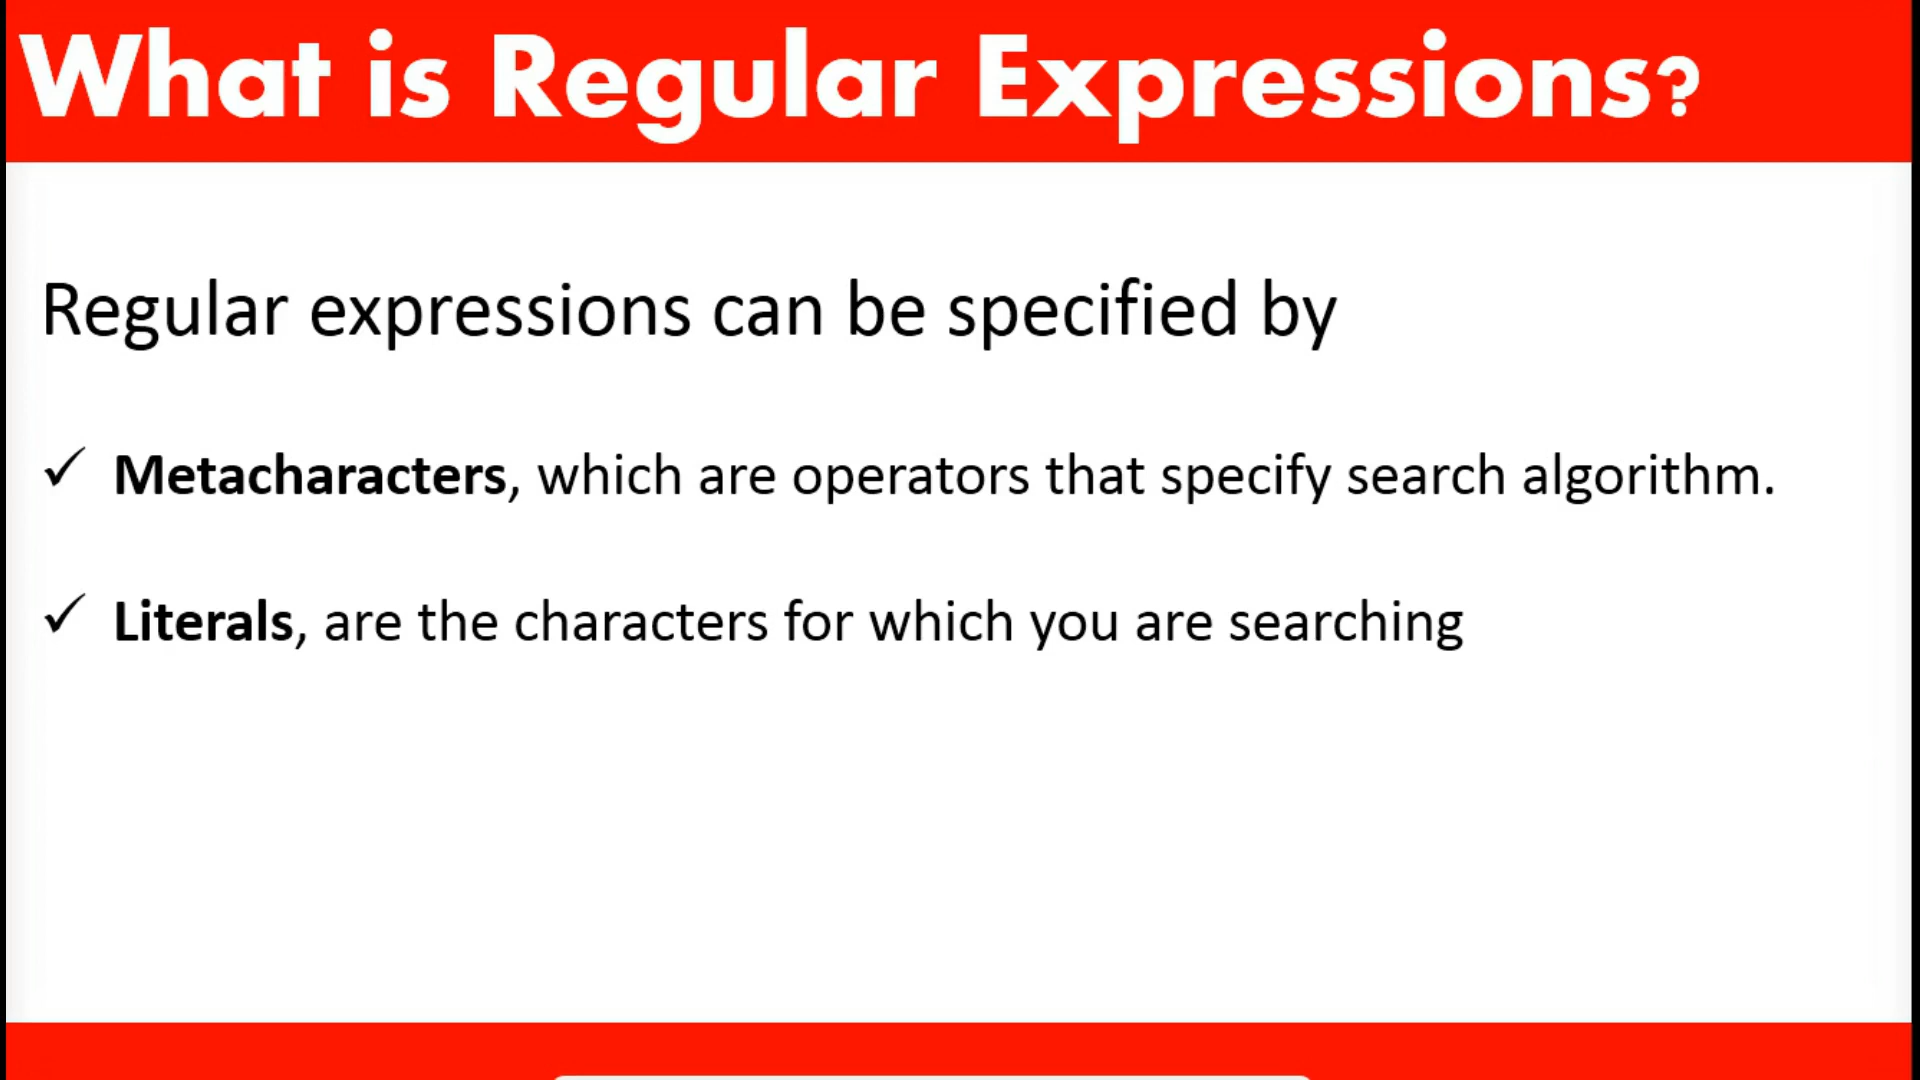 What is Regular Expressions?
Regular expressions can be specified by
✓ Metacharacters, which are operators that specify search algorithm.
✓ Literals, are the characters for which you are searching